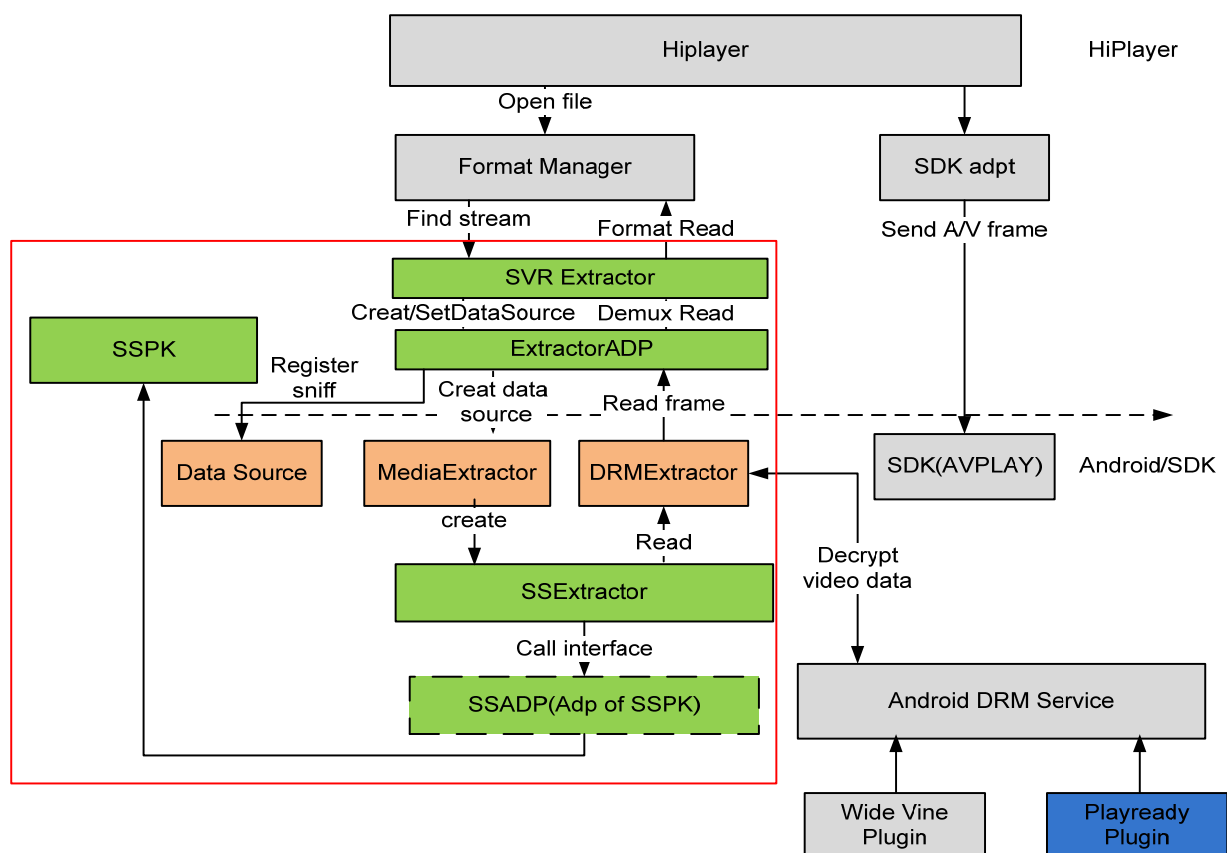 Hiplayer
HiPlayer
Open file
Format Manager
SDK adpt
Find stream
Format Read
Send A/V frame
SVR Extractor
Creat/SetDataSource
Demux Read
SSPK
ExtractorADP
Register
sniff
Creat data
source
Read frame
Data Source
MediaExtractor
DRMExtractor
SDK(AVPLAY)
Android/SDK
create
Read
Decrypt
video data
SSExtractor
Call interface
SSADP(Adp of SSPK)
Android DRM Service
Wide Vine
Plugin
Playready
Plugin